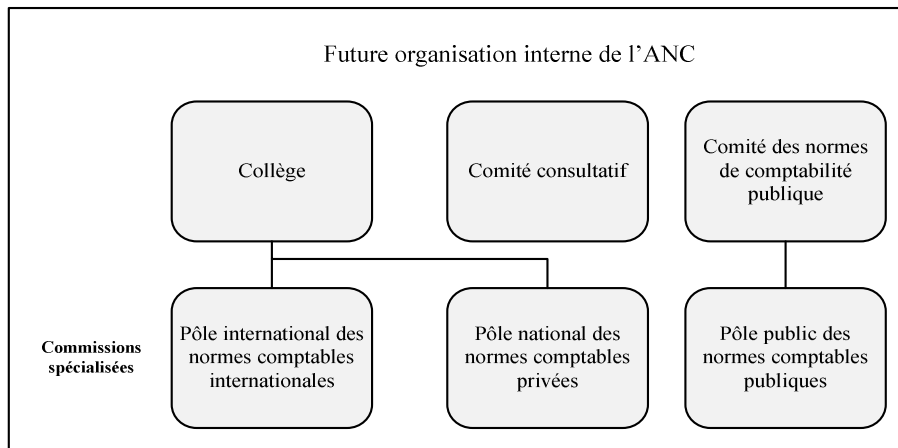 Future organisation interne de l’ANC
Collège
Comité consultatif
Comité des normes
de comptabilité
publique
Commissions
spécialisées
Pôle international des
normes comptables
internationales
Pôle national des
normes comptables
privées
Pôle public des
normes comptables
publiques